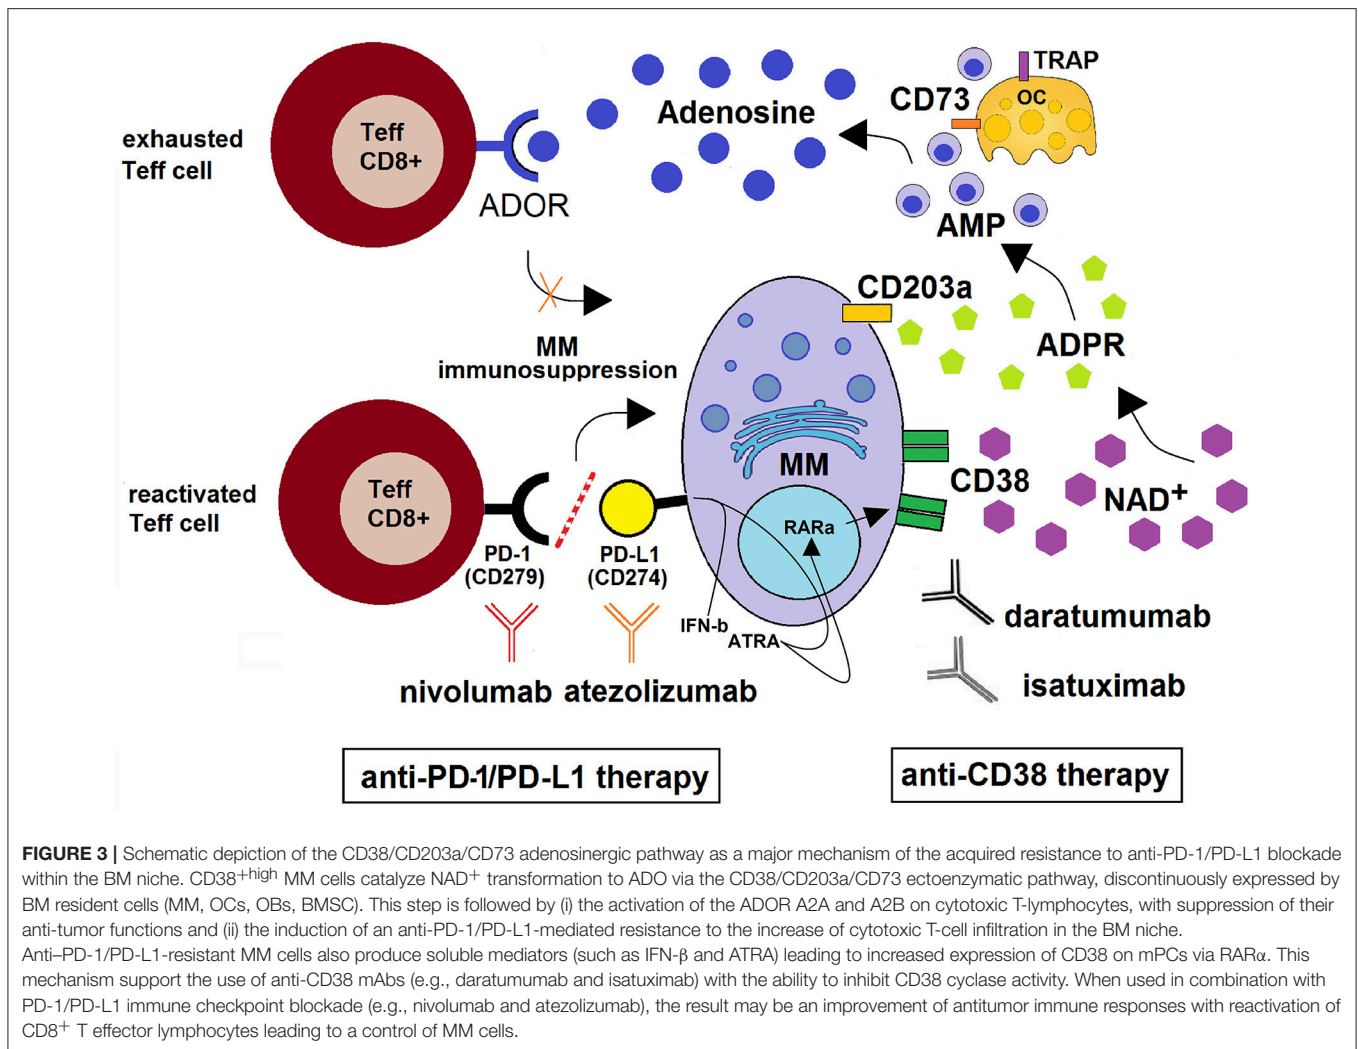 TRAP
CD73
OC
Adenosine
exhausted
Teff cell
Teff
CD8+
ADOR
AMP
CD203a
ADPR
MM
immunosuppression
reactivated
Teff cell
Teff
CD8+
PD-1
(CD279)
PD-L1
(CD274)
MM
RARa
CD38
NAD+
IFN-b
ATRA
daratumumab
isatuximab
nivolumab atezolizumab
anti-PD-1/PD-L1 therapy
anti-CD38 therapy
FIGURE 3 | Schematic depiction of the CD38/CD203a/CD73 adenosinergic pathway as a major mechanism of the acquired resistance to anti-PD-1/PD-L1 blockade
within the BM niche. CD38+high MM cells catalyze NAD+ transformation to ADO via the CD38/CD203a/CD73 ectoenzymatic pathway, discontinuously expressed by
BM resident cells (MM, OCs, OBs, BMSC). This step is followed by (i) the activation of the ADOR A2A and A2B on cytotoxic T-lymphocytes, with suppression of their
anti-tumor functions and (ii) the induction of an anti-PD-1/PD-L1-mediated resistance to the increase of cytotoxic T-cell infiltration in the BM niche.
Anti–PD-1/PD-L1-resistant MM cells also produce soluble mediators (such as IFN-β and ATRA) leading to increased expression of CD38 on mPCs via RARα. This
mechanism support the use of anti-CD38 mAbs (e.g., daratumumab and isatuximab) with the ability to inhibit CD38 cyclase activity. When used in combination with
PD-1/PD-L1 immune checkpoint blockade (e.g., nivolumab and atezolizumab), the result may be an improvement of antitumor immune responses with reactivation of
CD8+ T effector lymphocytes leading to a control of MM cells.